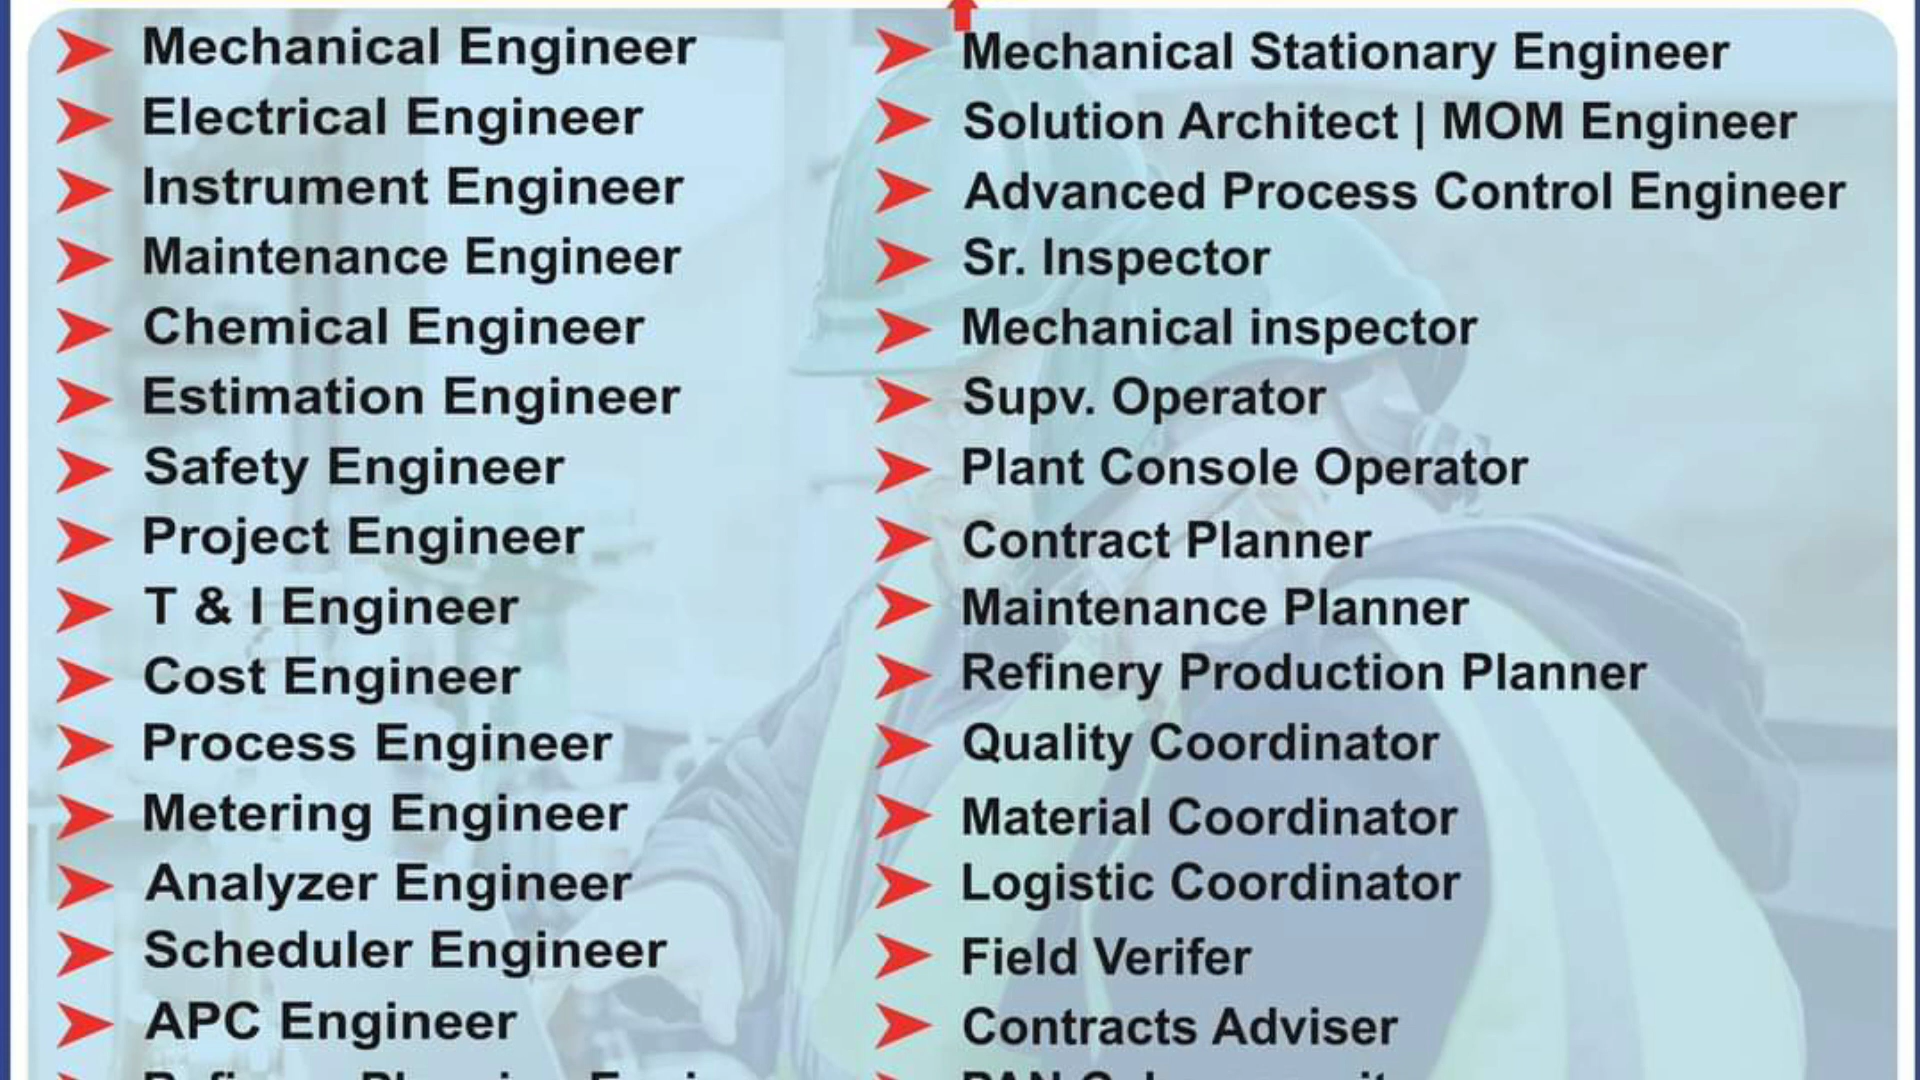 Mechanical Engineer
Electrical Engineer
Instrument Engineer
Maintenance Engineer
Chemical Engineer
Estimation Engineer
Safety Engineer
Project Engineer
T & I Engineer
Cost Engineer
Process Engineer
Metering Engineer
Analyzer Engineer
Scheduler Engineer
APC Engineer
Mechanical Stationary Engineer
Solution Architect | MOM Engineer
Advanced Process Control Engineer
Sr. Inspector
Mechanical inspector
Supv. Operator
Plant Console Operator
Contract Planner
Maintenance Planner
Refinery Production Planner
Quality Coordinator
Material Coordinator
Logistic Coordinator
Field Verifer
Contracts Adviser